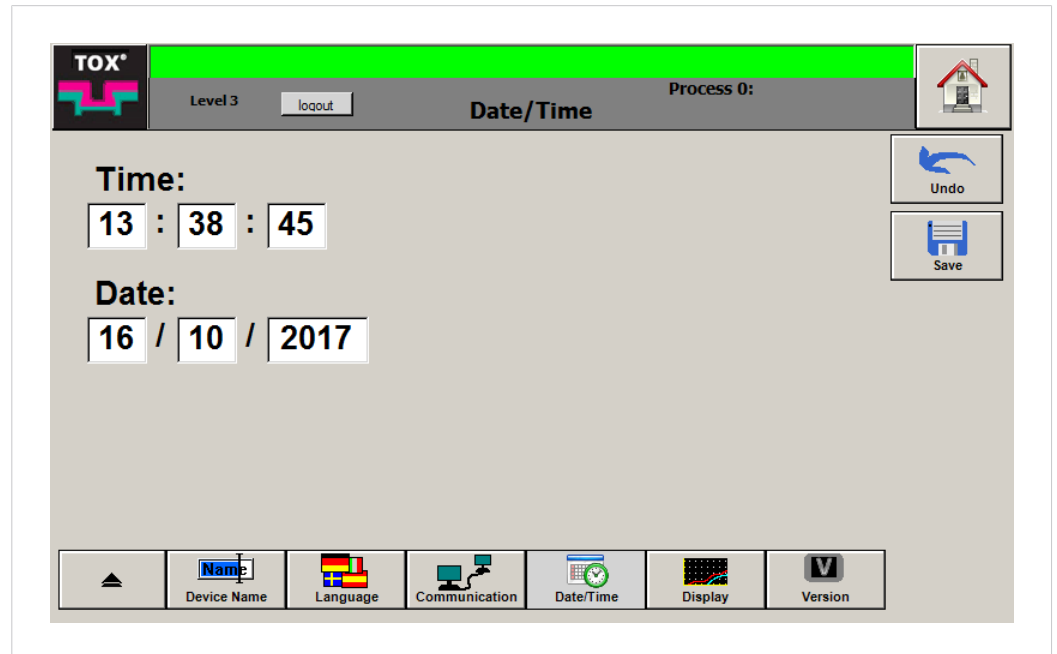 TOX®
Level 3
logout
Date/Time
Process 0:
Undo
Save
Time:
13 : 38 : 45
Date:
16 / 10 / 2017
Name
Device Name
Language
Communication
Date/Time
Display
V
Version